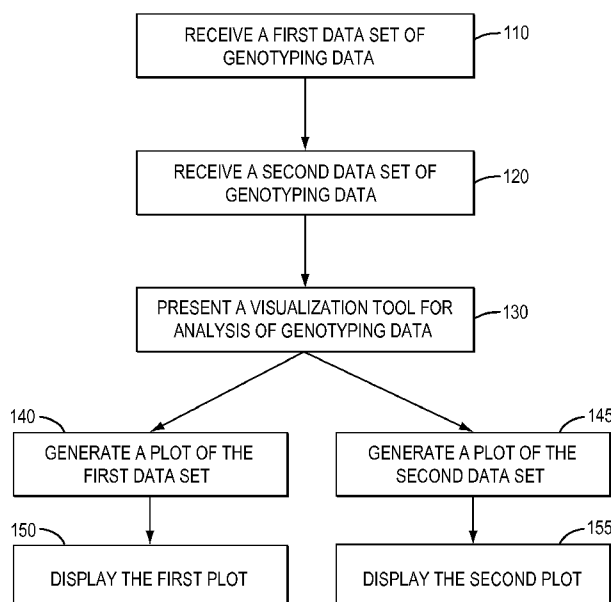 RECEIVE A FIRST DATA SET OF
GENOTYPING DATA
110
RECEIVE A SECOND DATA SET OF
GENOTYPING DATA
120
PRESENT A VISUALIZATION TOOL FOR
ANALYSIS OF GENOTYPING DATA
130
140
GENERATE A PLOT OF THE
FIRST DATA SET
145
GENERATE A PLOT OF THE
SECOND DATA SET
150
DISPLAY THE FIRST PLOT
155
DISPLAY THE SECOND PLOT